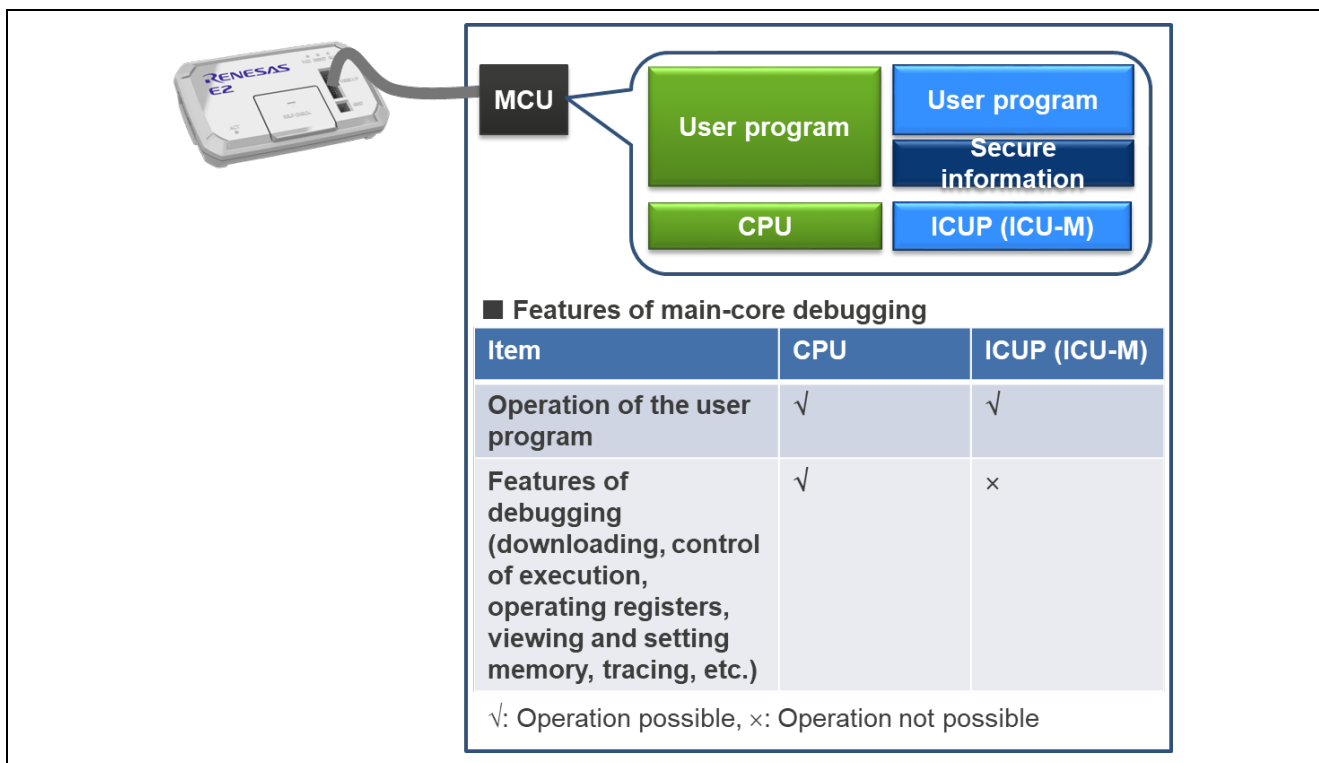 RENESAS
E2
ACT
MCU
User program
User program
Secure
information
CPU
ICUP (ICU-M)
■ Features of main-core debugging
Item
CPU
ICUP (ICU-M)
Operation of the user
program
√
√
Features of
debugging
(downloading, control
of execution,
operating registers,
viewing and setting
memory, tracing, etc.)
√
×
√: Operation possible, ×: Operation not possible